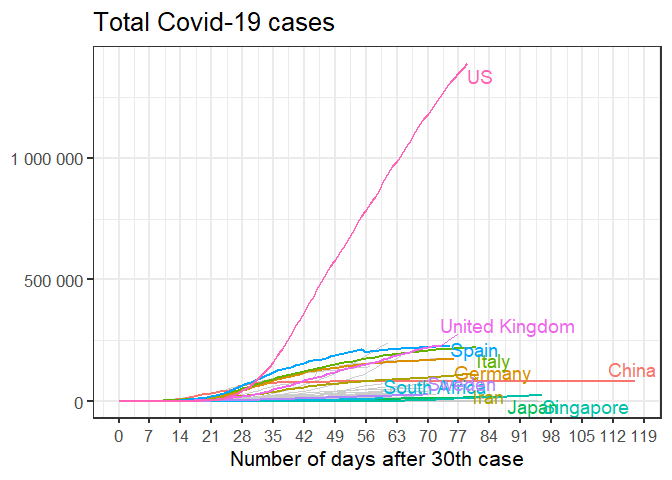 Total Covid-19 cases
US
1 000 000
500 000
United Kingdom
Spain
Italy
Germany
China
South Africa
Sweden
Iran
Japan
Singapore
0
0 7 14 21 28 35 42 49 56 63 70 77 84 91 98 105 112 119
Number of days after 30th case